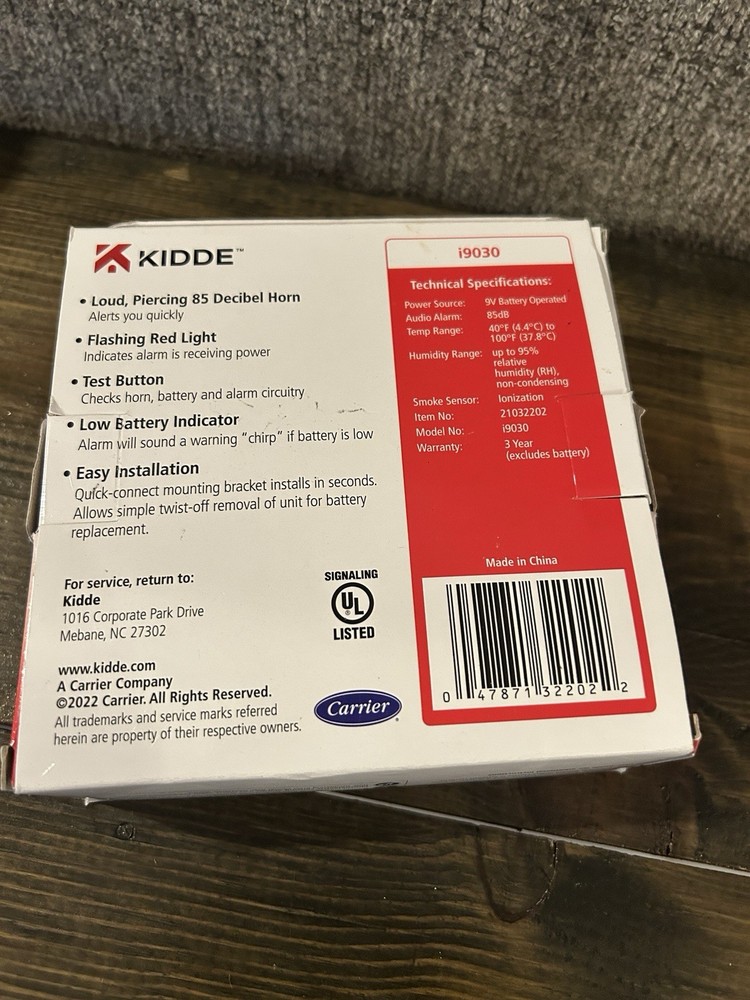 KIDDE™
• Loud, Piercing 85 Decibel Horn
Alerts you quickly
• Flashing Red Light
Indicates alarm is receiving power
• Test Button
Checks horn, battery and alarm circuitry
• Low Battery Indicator
Alarm will sound a warning “chirp” if battery is low
• Easy Installation
Quick-connect mounting bracket installs in seconds.
Allows simple twist-off removal of unit for battery
replacement.
For service, return to:
Kidde
1016 Corporate Park Drive
Mebane, NC 27302
www.kidde.com
A Carrier Company
©2022 Carrier. All Rights Reserved.
All trademarks and service marks referred
herein are property of their respective owners.
SIGNALING
UL
®
LISTED
Carrier®
i9030
Technical Specifications:
Power Source: 9V Battery Operated
Audio Alarm: 85dB
Temp Range: 40°F (4.4°C) to
100°F (37.8°C)
Humidity Range: up to 95%
relative
humidity (RH),
non-condensing
Smoke Sensor: Ionization
Item No: 21032202
Model No: i9030
Warranty: 3 Year
(excludes battery)
Made in China
0 47871 32202 2